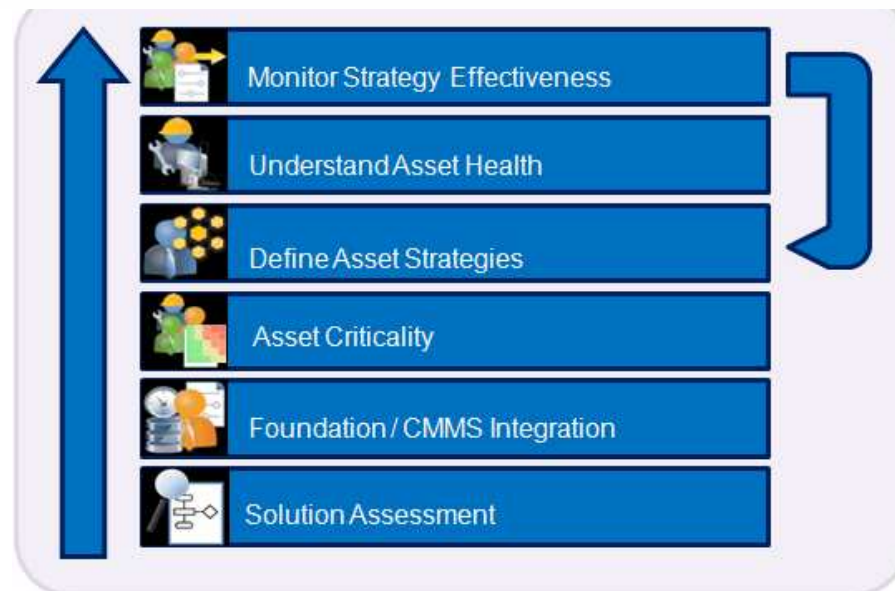 Monitor Strategy Effectiveness
Understand Asset Health
Define Asset Strategies
Asset Criticality
Foundation / CMMS Integration
Solution Assessment